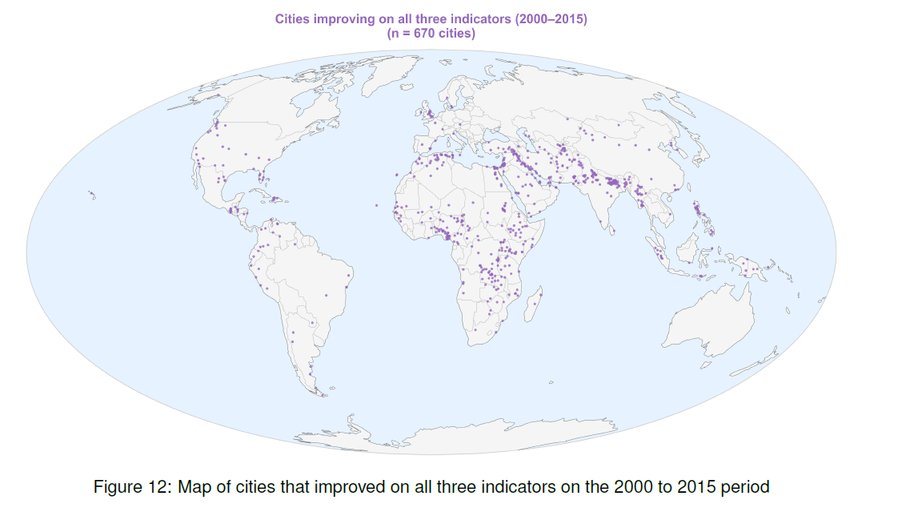 Cities improving on all three indicators (2000–2015)
(n = 670 cities)
Figure 12: Map of cities that improved on all three indicators on the 2000 to 2015 period